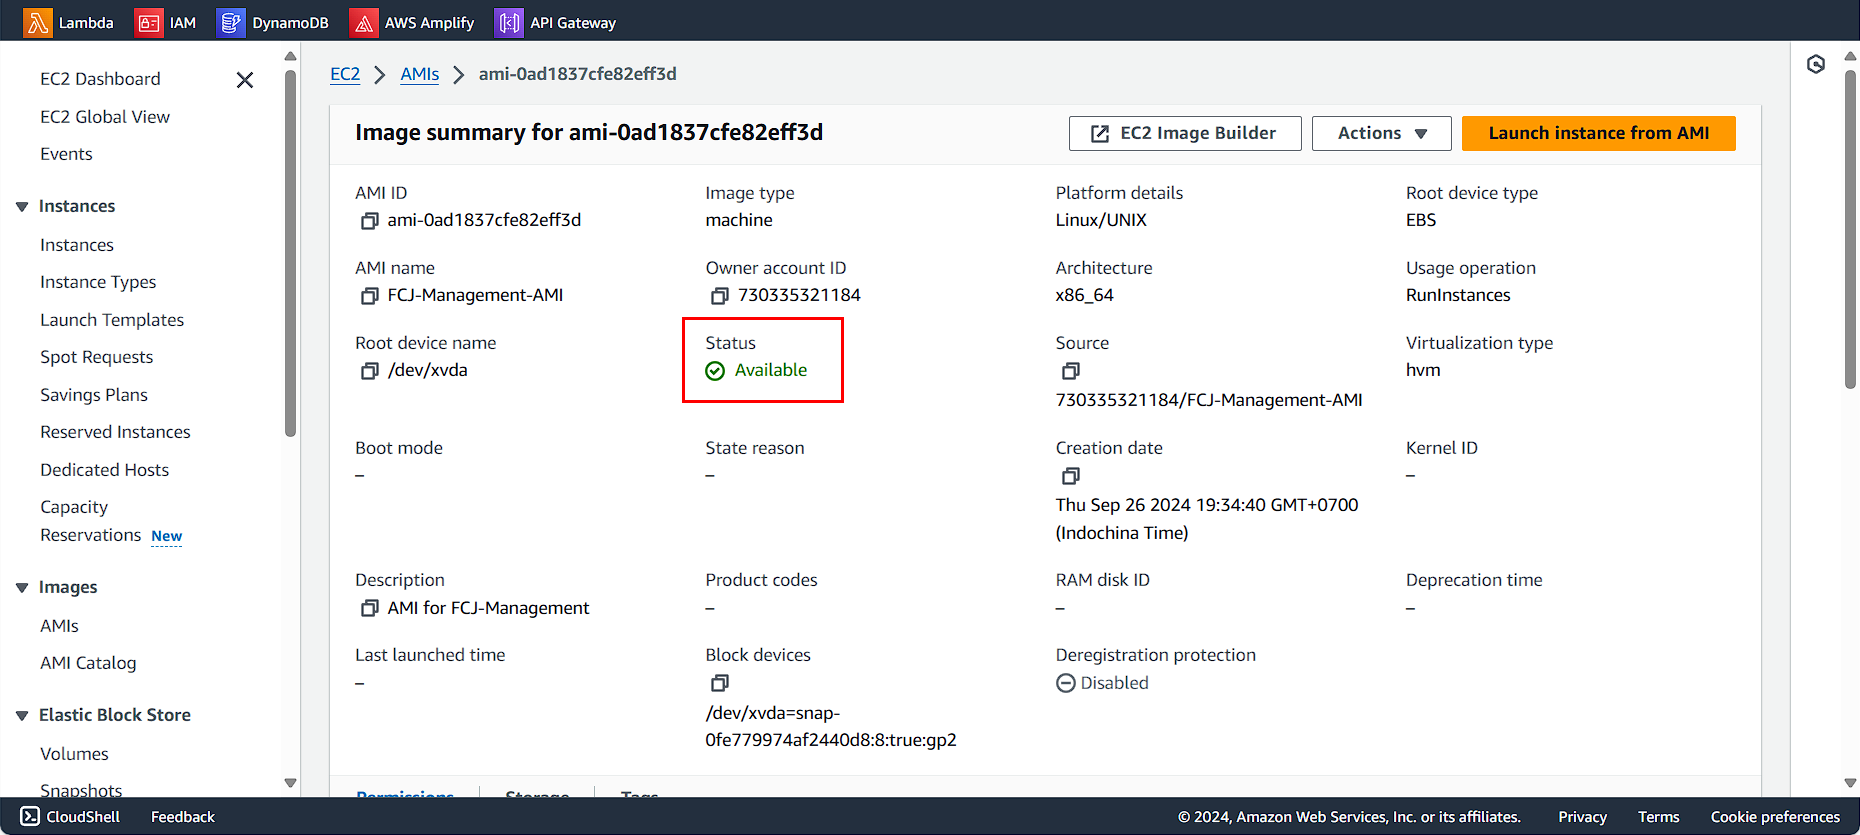 Lambda IAM DynamoDB AWS Amplify API Gateway
EC2 Dashboard
EC2 Global View
Events
Instances
Instances
Instance Types
Launch Templates
Spot Requests
Savings Plans
Reserved Instances
Dedicated Hosts
Capacity
Reservations New
Images
AMIs
AMI Catalog
Elastic Block Store
Volumes
Snapshots
EC2 AMIs ami-0ad1837cfe82eff3d
Image summary for ami-0ad1837cfe82eff3d
EC2 Image Builder Actions Launch instance from AMI
AMI ID
ami-0ad1837cfe82eff3d
Image type
machine
Platform details
Linux/UNIX
Root device type
EBS
AMI name
FCJ-Management-AMI
Owner account ID
730335321184
Architecture
x86_64
Usage operation
RunInstances
Root device name
/dev/xvda
Status
Available
Source
730335321184/FCJ-Management-AMI
Virtualization type
hvm
Boot mode
–
State reason
–
Creation date
Thu Sep 26 2024 19:34:40 GMT+0700
(Indochina Time)
Kernel ID
–
Description
AMI for FCJ-Management
Product codes
–
RAM disk ID
–
Deprecation time
–
Last launched time
–
Block devices
/dev/xvda=snap-
0fe779974af2440d8:8:true:gp2
Deregistration protection
Disabled
Permissions Storage Tags
CloudShell Feedback © 2024, Amazon Web Services, Inc. or its affiliates. Privacy Terms Cookie preferences